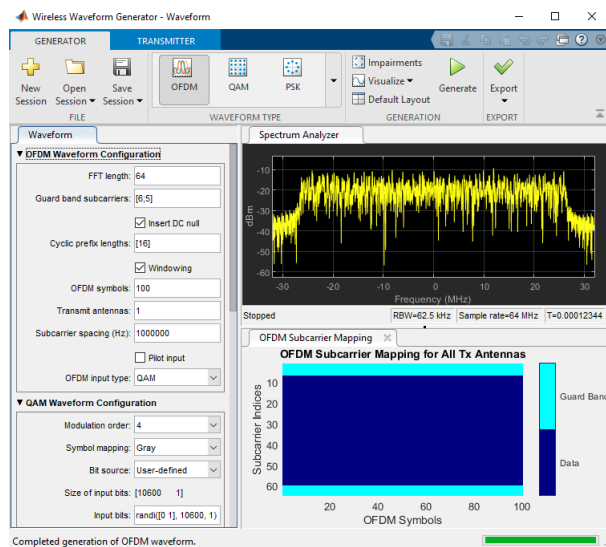 Wireless Waveform Generator - Waveform
GENERATOR TRANSMITTER
New Session
Open Session
Save Session
OFDM
QAM
PSK
Impairments
Visualize
Default Layout
Generate
Export
FILE WAVEFORM TYPE GENERATION EXPORT
Waveform
OFDM Waveform Configuration
FFT length: 64
Guard band subcarriers: [6;5]
Insert DC null
Cyclic prefix lengths: [16]
Windowing
OFDM symbols: 100
Transmit antennas: 1
Subcarrier spacing (Hz): 1000000
Pilot input
OFDM input type: QAM
QAM Waveform Configuration
Modulation order: 4
Symbol mapping: Gray
Bit source: User-defined
Size of input bits: [10600 1]
Input bits: randi([0 1], 10600, 1)
Spectrum Analyzer
dBm
-10
-20
-30
-40
-50
-60
-30 -20 -10 0 10 20 30
Frequency (MHz)
Stopped RBW=62.5 kHz Sample rate=64 MHz T=0.00012344
OFDM Subcarrier Mapping
OFDM Subcarrier Mapping for All Tx Antennas
Subcarrier Indices
10
20
30
40
50
60
20 40 60 80 100
OFDM Symbols
Guard Band
Data
Completed generation of OFDM waveform.